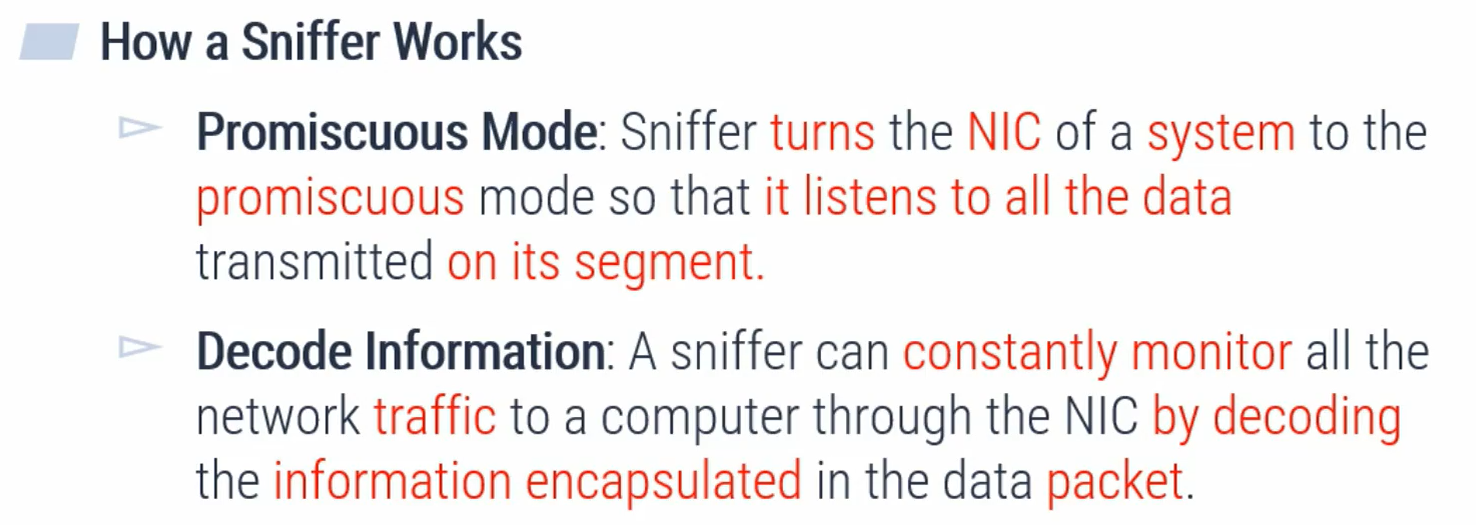 How a Sniffer Works
Promiscuous Mode: Sniffer turns the NIC of a system to the
promiscuous mode so that it listens to all the data
transmitted on its segment.
Decode Information: A sniffer can constantly monitor all the
network traffic to a computer through the NIC by decoding
the information encapsulated in the data packet.